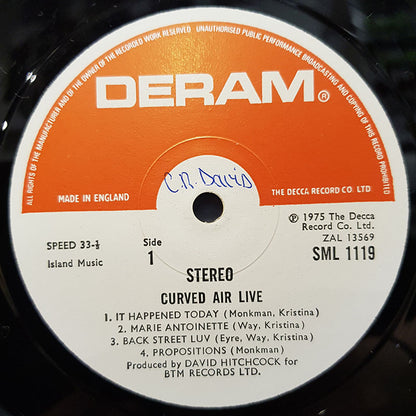 ALL RIGHTS OF THE MANUFACTURER AND OF THE OWNER OF THE RECORDED WORK RESERVED UNAUTHORISED PUBLIC PERFORMANCE BROADCASTING AND COPYING OF THIS RECORD PROHIBITED
DERAM®
C.R. Davis
MADE IN ENGLAND
THE DECCA RECORD CO. LTD.
SPEED 33-⅓
Side
1
Island Music
STEREO
℗ 1975 The Decca
Record Co. Ltd.
ZAL 13569
SML 1119
CURVED AIR LIVE
1. IT HAPPENED TODAY (Monkman, Kristina)
2. MARIE ANTOINETTE (Way, Kristina)
3. BACK STREET LUV (Eyre, Way, Kristina)
4. PROPOSITIONS (Monkman)
Produced by DAVID HITCHCOCK for
BTM RECORDS LTD.